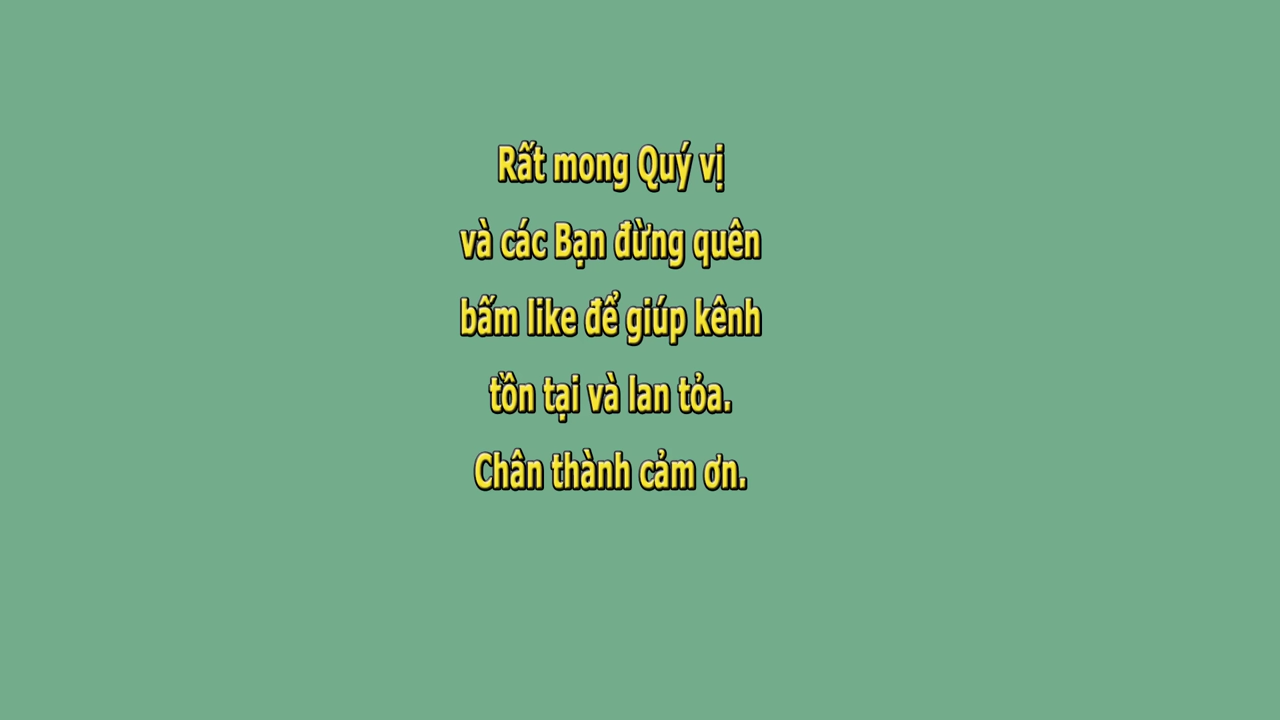 Rất mong Quý vị
và các Bạn đừng quên
bấm like để giúp kênh
tồn tại và lan tỏa.
Chân thành cảm ơn.